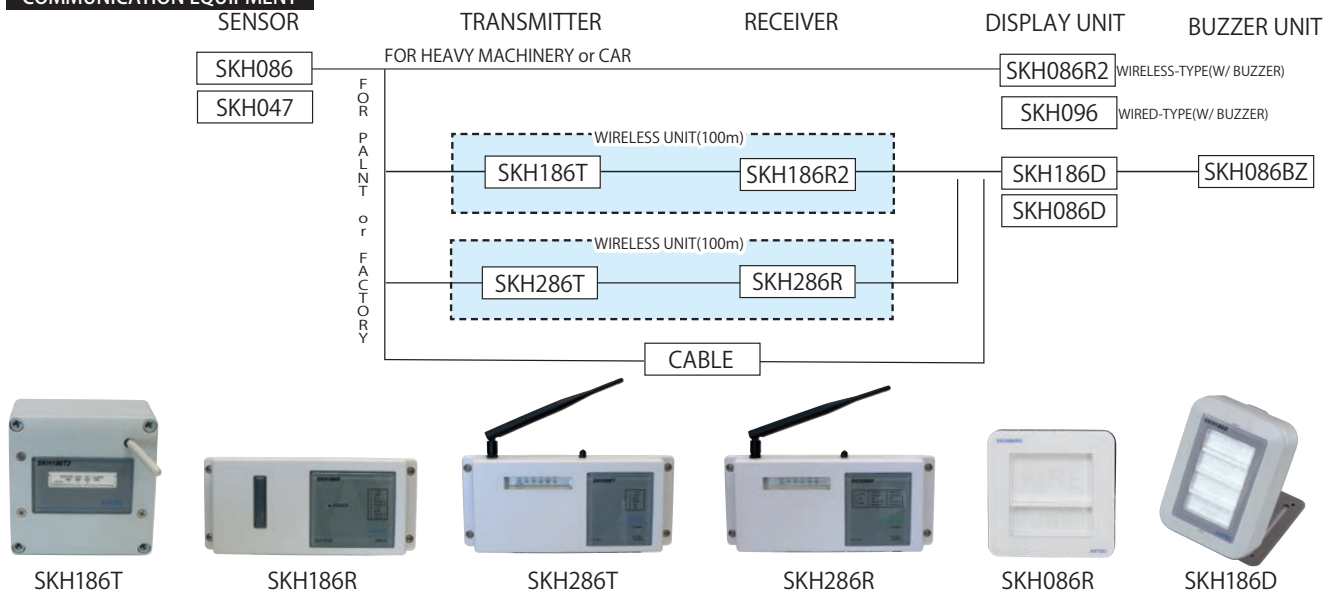 COMMUNICATION EQUIPMENT
SENSOR TRANSMITTER RECEIVER DISPLAY UNIT BUZZER UNIT
FOR HEAVY MACHINERY or CAR
SKH086
SKH086R2 WIRELESS-TYPE(W/ BUZZER)
SKH047
SKH096 WIRED-TYPE(W/ BUZZER)
FOR PALNT or FACTORY
WIRELESS UNIT(100m)
SKH186T SKH186R2 SKH186D SKH086BZ
SKH086D
WIRELESS UNIT(100m)
SKH286T SKH286R
CABLE
SKH186T2
SKH186T SKH186R SKH286T SKH286R SKH086R SKH186D